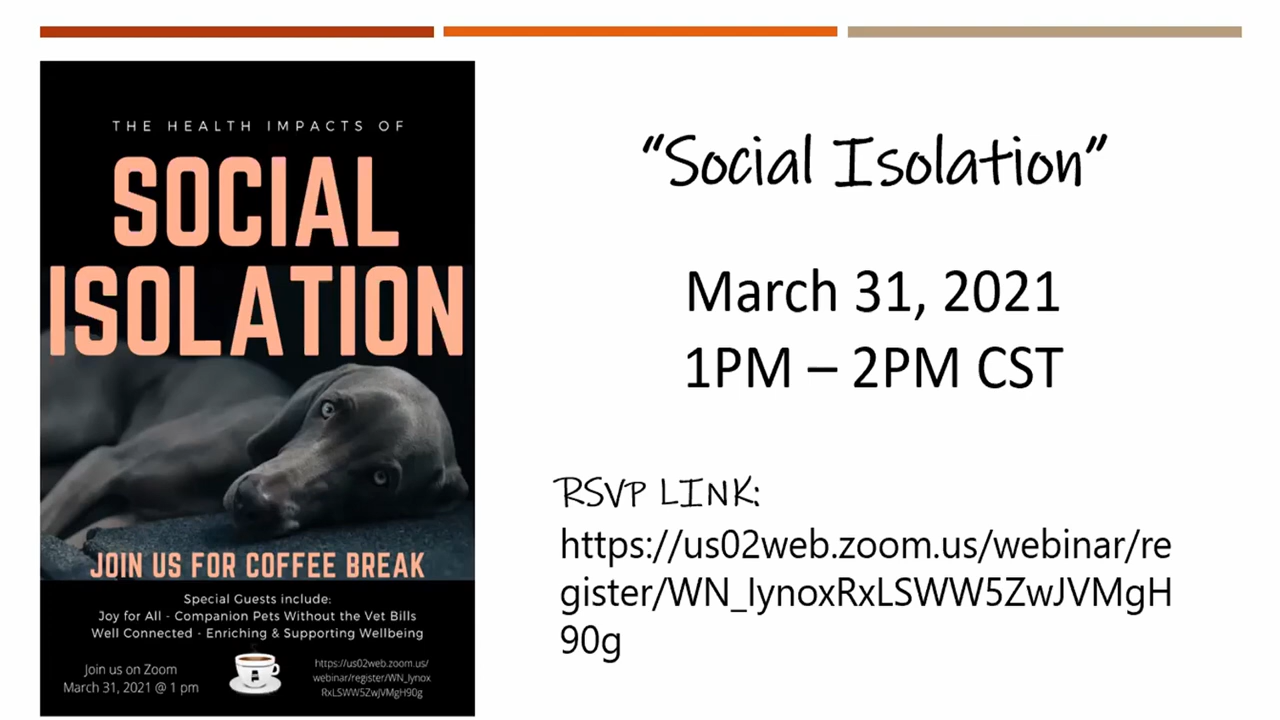 THE HEALTH IMPACTS OF
SOCIAL
ISOLATION
JOIN US FOR COFFEE BREAK
Special Guests include:
Joy for All - Companion Pets Without the Vet Bills
Well Connected - Enriching & Supporting Wellbeing
Join us on Zoom
March 31, 2021 @ 1 pm
https://us02web.zoom.us/
webinar/register/WN_lynox
RxLSWW5ZwJVMgH90g
“Social Isolation”
March 31, 2021
1PM – 2PM CST
RSVP LINK:
https://us02web.zoom.us/webinar/re
gister/WN_lynoxRxLSWW5ZwJVMgH
90g